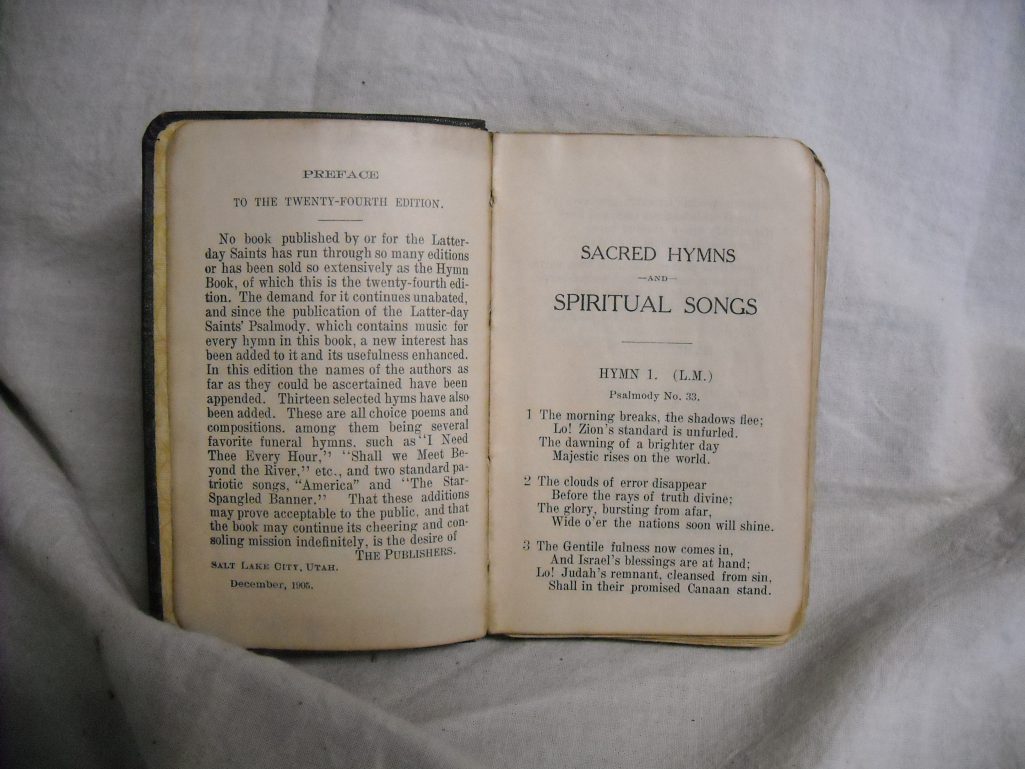 PREFACE
TO THE TWENTY-FOURTH EDITION.
No book published by or for the Latter-
day Saints has run through so many editions
or has been sold so extensively as the Hymn
Book, of which this is the twenty-fourth edi-
tion. The demand for it continues unabated,
and since the publication of the Latter-day
Saints' Psalmody, which contains music for
every hymn in this book, a new interest has
been added to it and its usefulness enhanced.
In this edition the names of the authors as
far as they could be ascertained have been
appended. Thirteen selected hyms have also
been added. These are all choice poems and
compositions, among them being several
favorite funeral hymns, such as "I Need
Thee Every Hour," "Shall we Meet Be-
yond the River," etc., and two standard pa-
triotic songs, "America" and "The Star-
Spangled Banner." That these additions
may prove acceptable to the public, and that
the book may continue its cheering and con-
soling mission indefinitely, is the desire of
THE PUBLISHERS.
SALT LAKE CITY, UTAH.
December, 1905.
SACRED HYMNS
—AND—
SPIRITUAL SONGS
HYMN 1. (L.M.)
Psalmody No. 33.
1 The morning breaks, the shadows flee;
Lo! Zion's standard is unfurled.
The dawning of a brighter day
Majestic rises on the world.
2 The clouds of error disappear
Before the rays of truth divine;
The glory, bursting from afar,
Wide o'er the nations soon will shine.
3 The Gentile fulness now comes in,
And Israel's blessings are at hand;
Lo! Judah's remnant, cleansed from sin,
Shall in their promised Canaan stand.